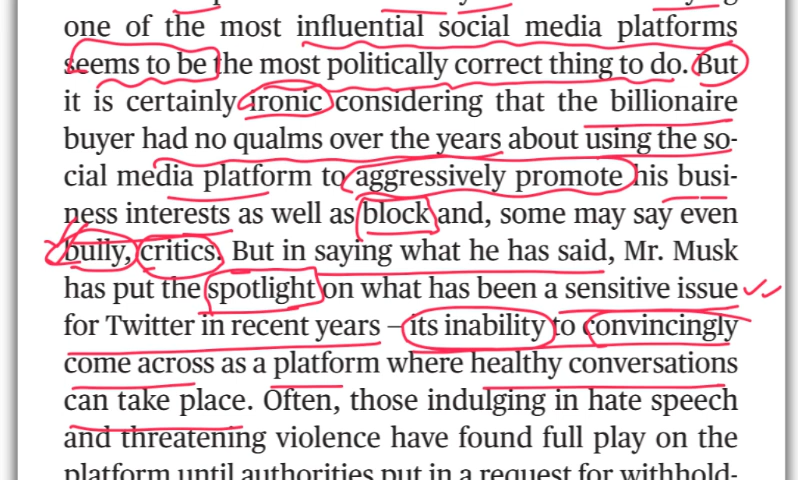 one of the most influential social media platforms
seems to be the most politically correct thing to do. But
it is certainly ironic considering that the billionaire
buyer had no qualms over the years about using the so-
cial media platform to aggressively promote his busi-
ness interests as well as block and, some may say even
bully, critics. But in saying what he has said, Mr. Musk
has put the spotlight on what has been a sensitive issue
for Twitter in recent years – its inability to convincingly
come across as a platform where healthy conversations
can take place. Often, those indulging in hate speech
and threatening violence have found full play on the
platform until authorities put in a request for withhold-